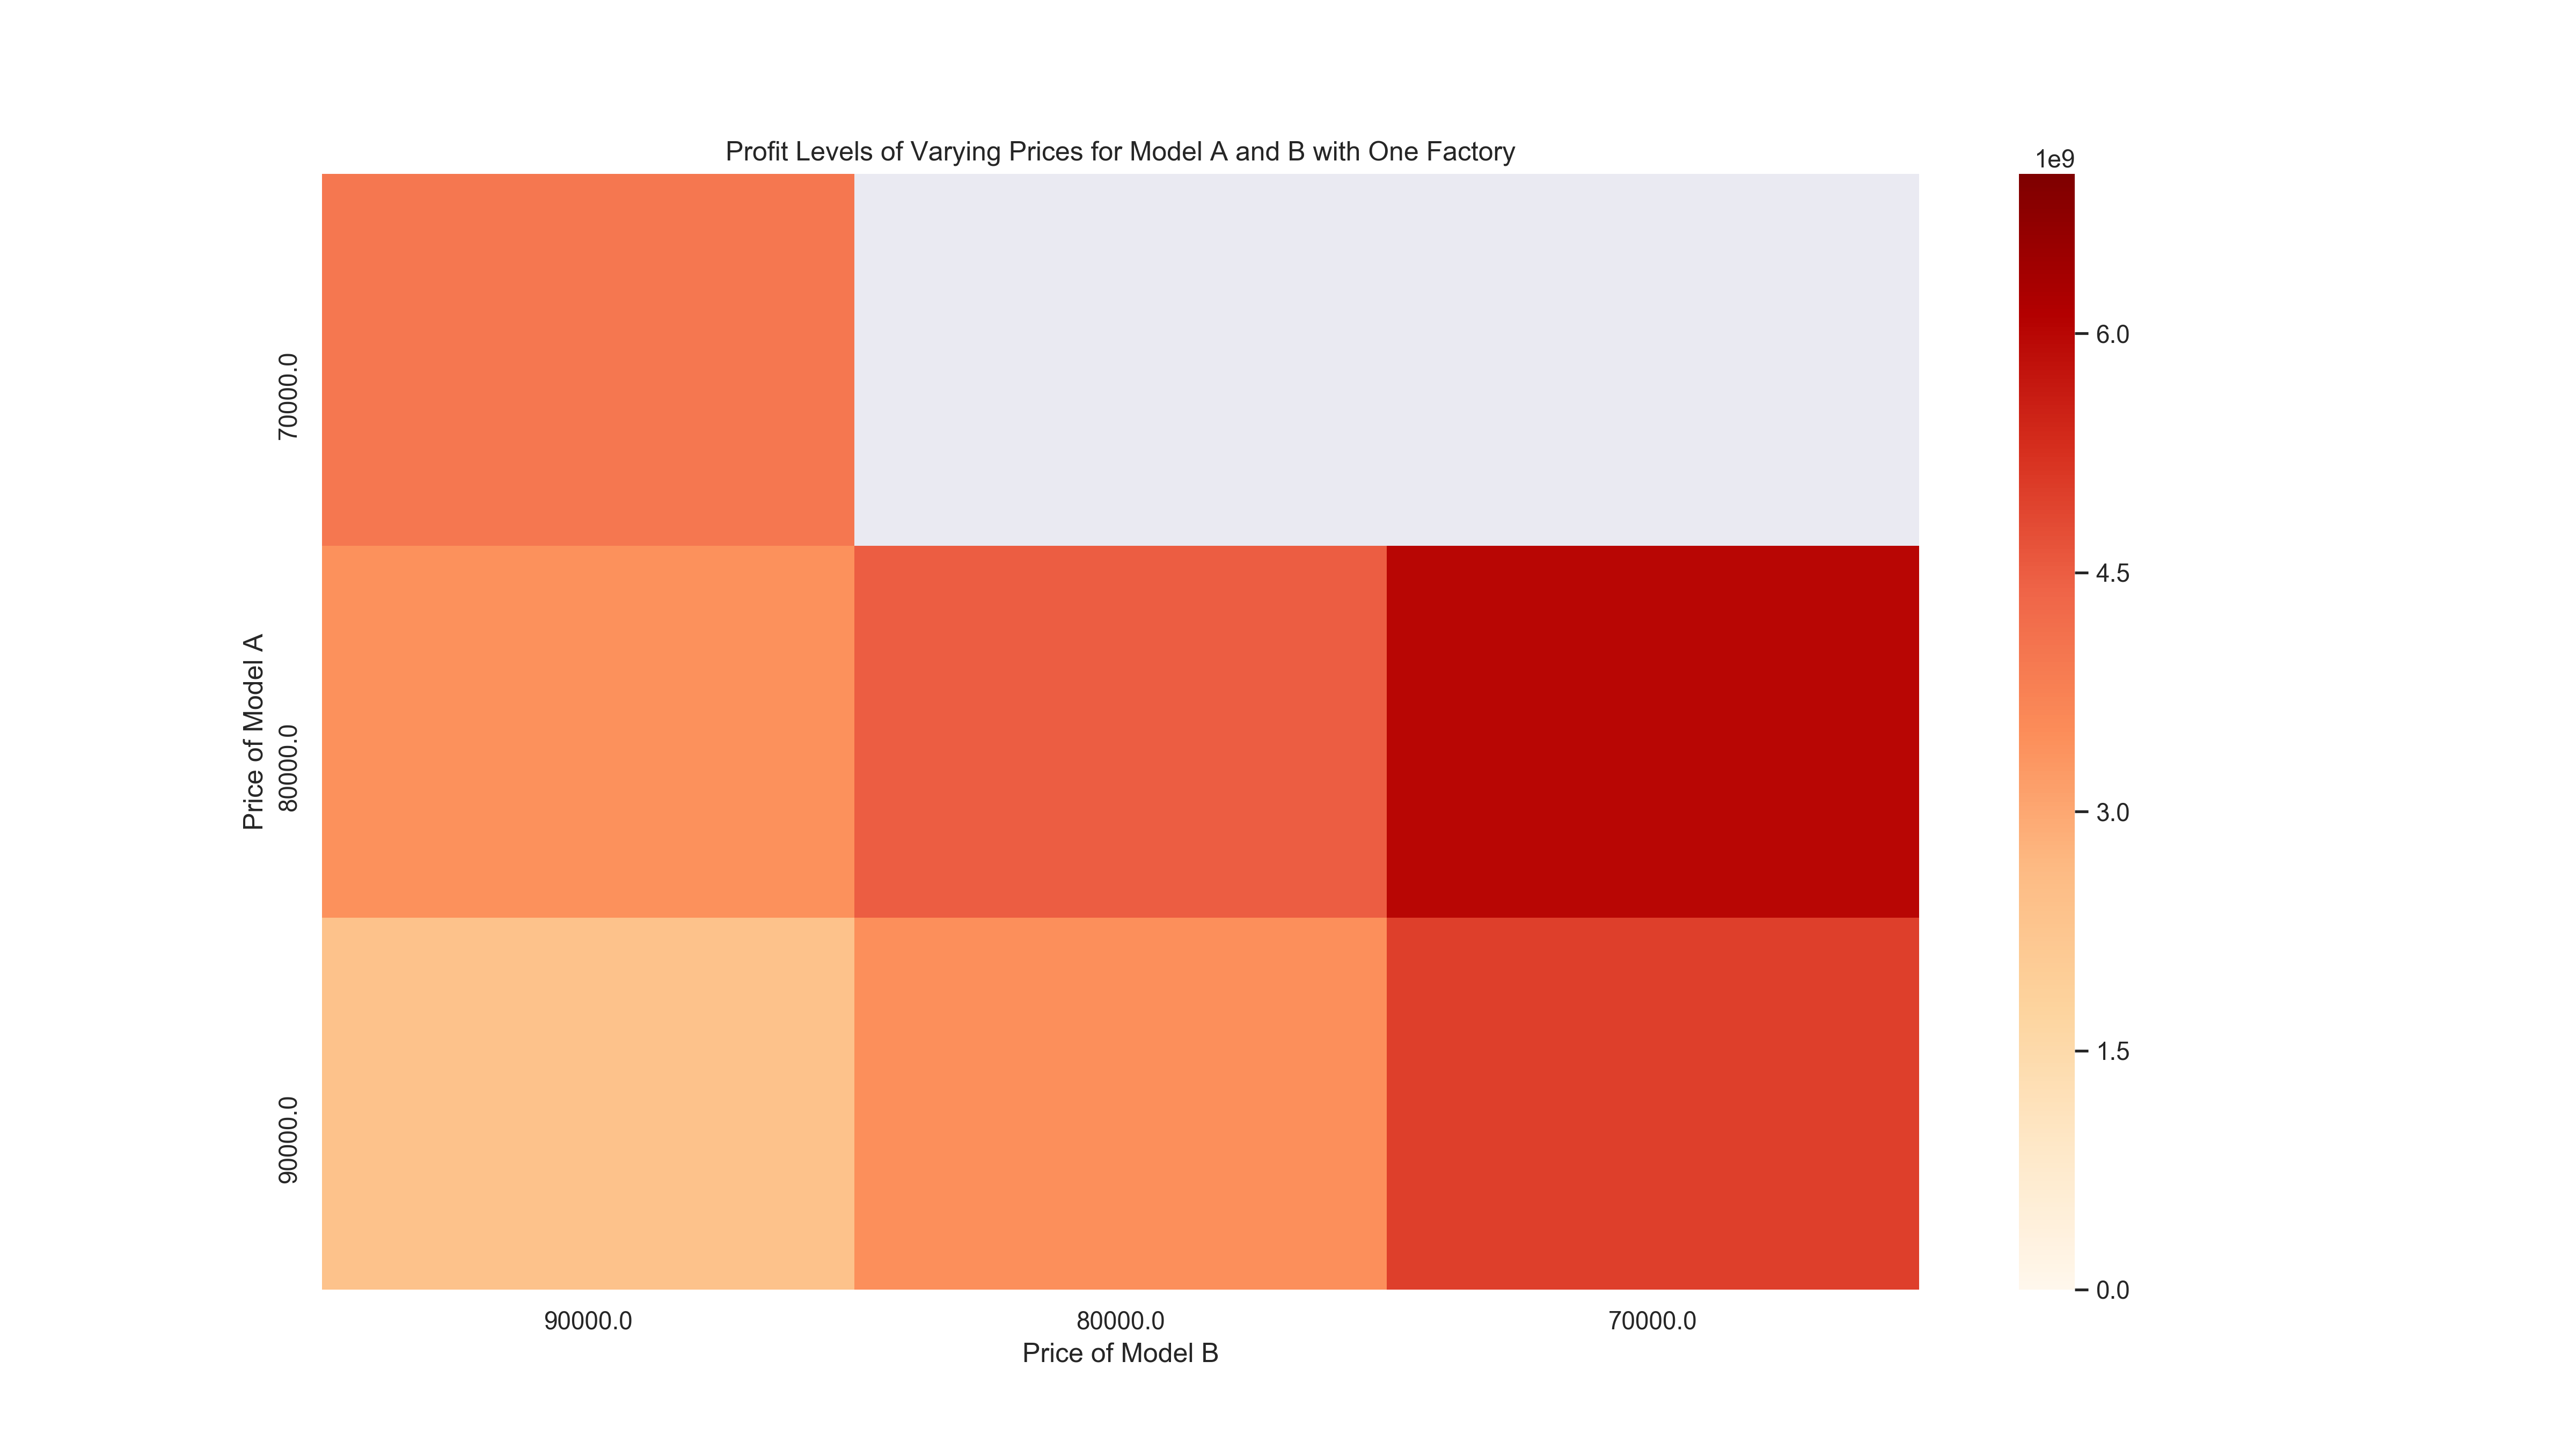 Profit Levels of Varying Prices for Model A and B with One Factory
1e9
6.0
4.5
3.0
1.5
0.0
Price of Model A
70000.0
80000.0
90000.0
90000.0
80000.0
70000.0
Price of Model B